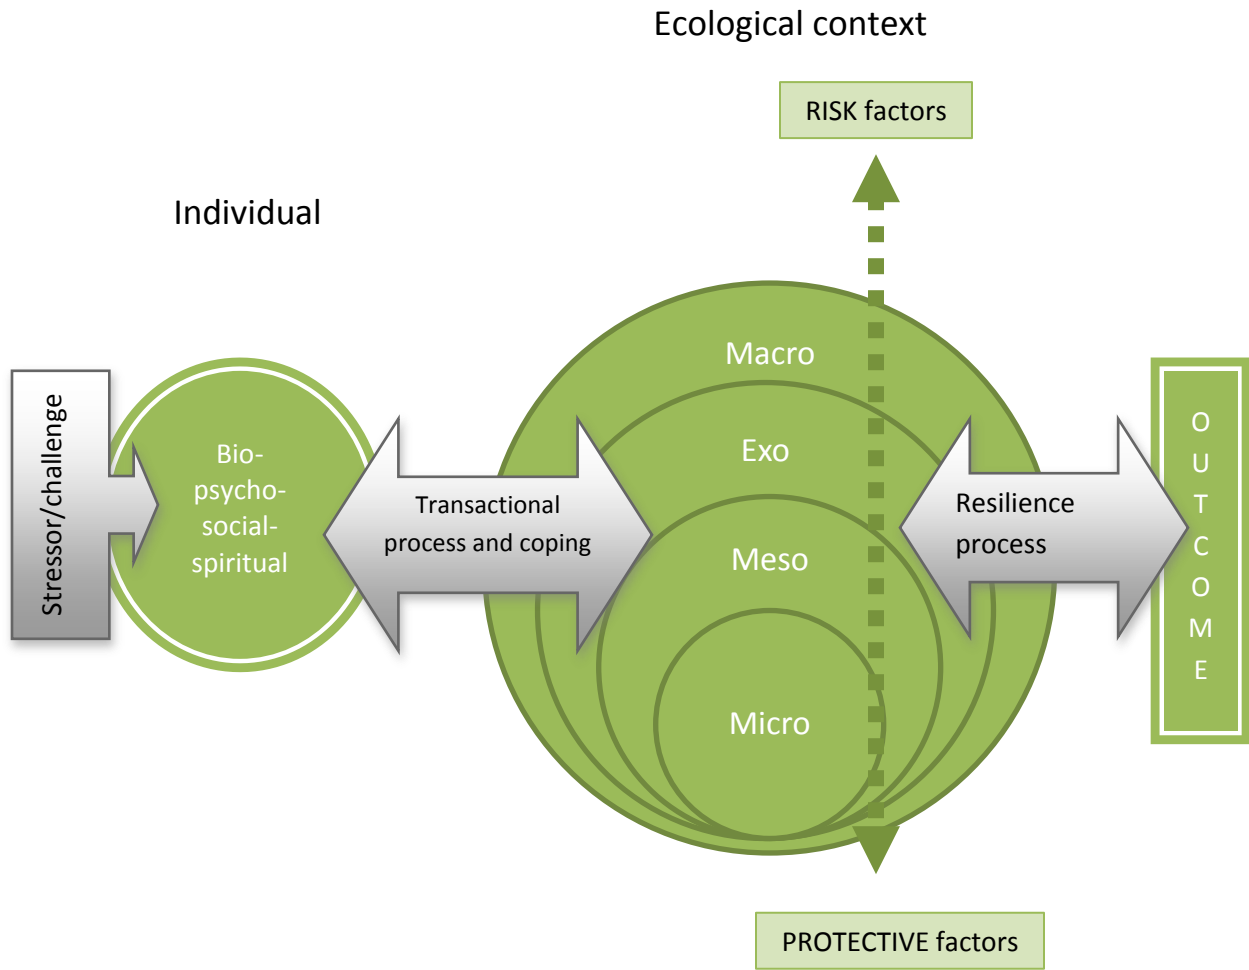 Ecological context
RISK factors
Individual
Stressor/challenge
Bio-
psycho-
social-
spiritual
Transactional
process and coping
Macro
Exo
Meso
Micro
Resilience
process
OUTCOME
PROTECTIVE factors